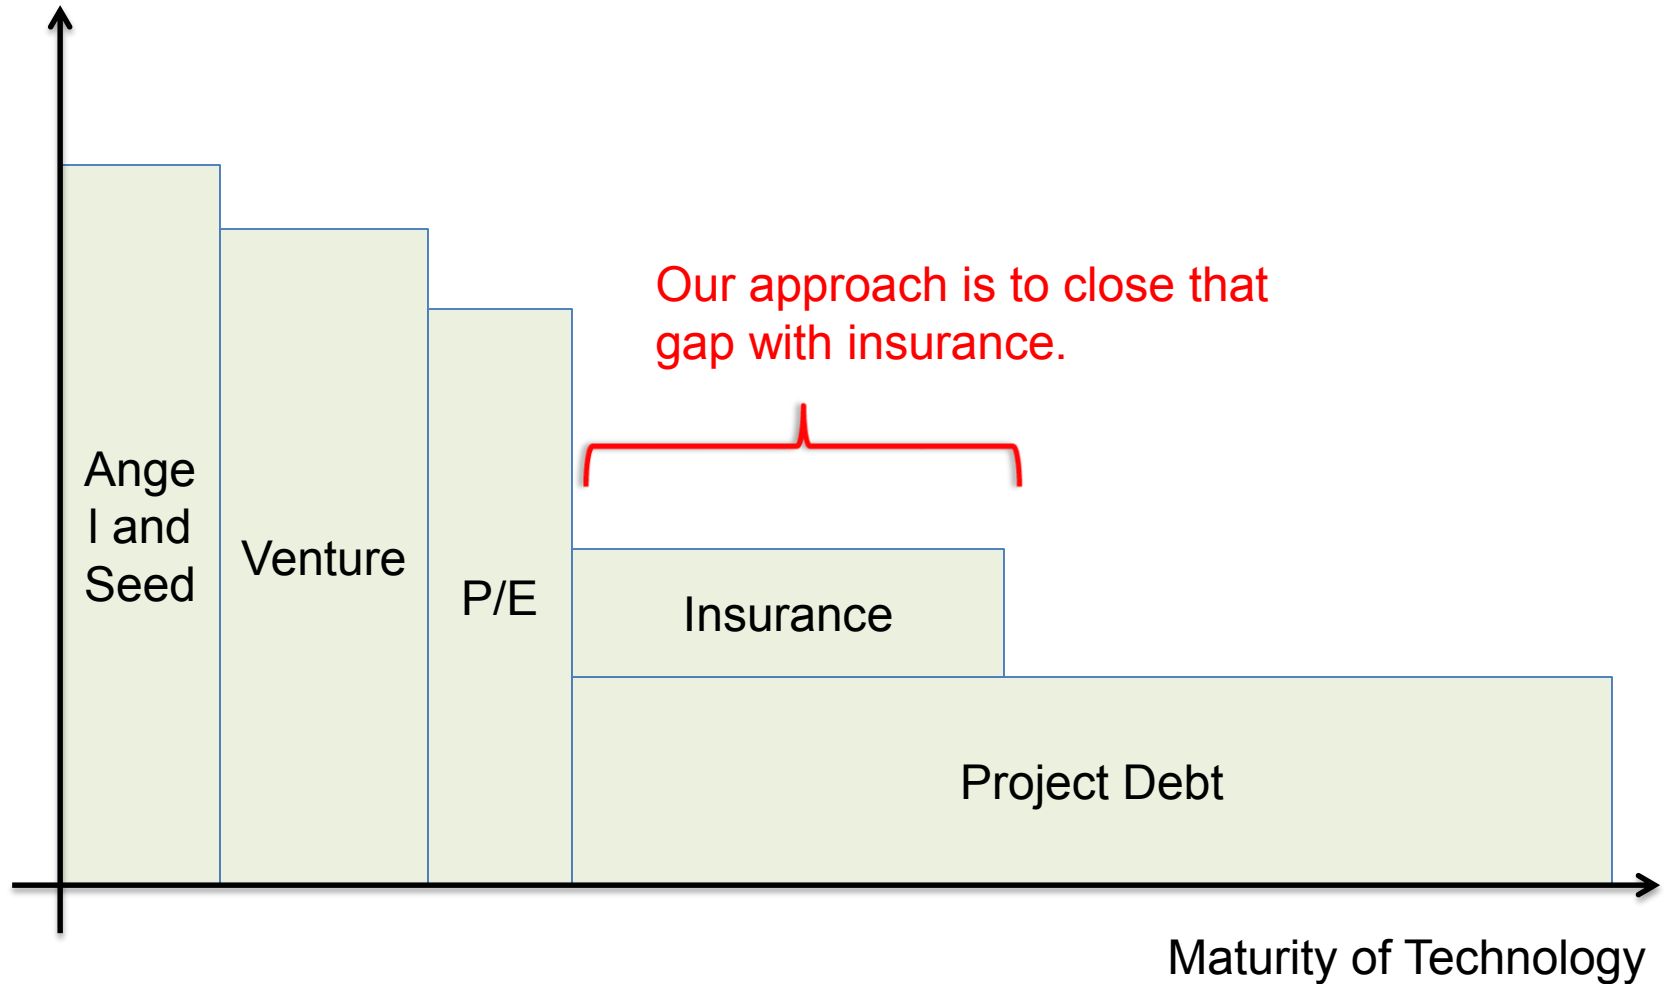 Our approach is to close that
gap with insurance.
Ange
l and
Seed
Venture
P/E
Insurance
Project Debt
Maturity of Technology